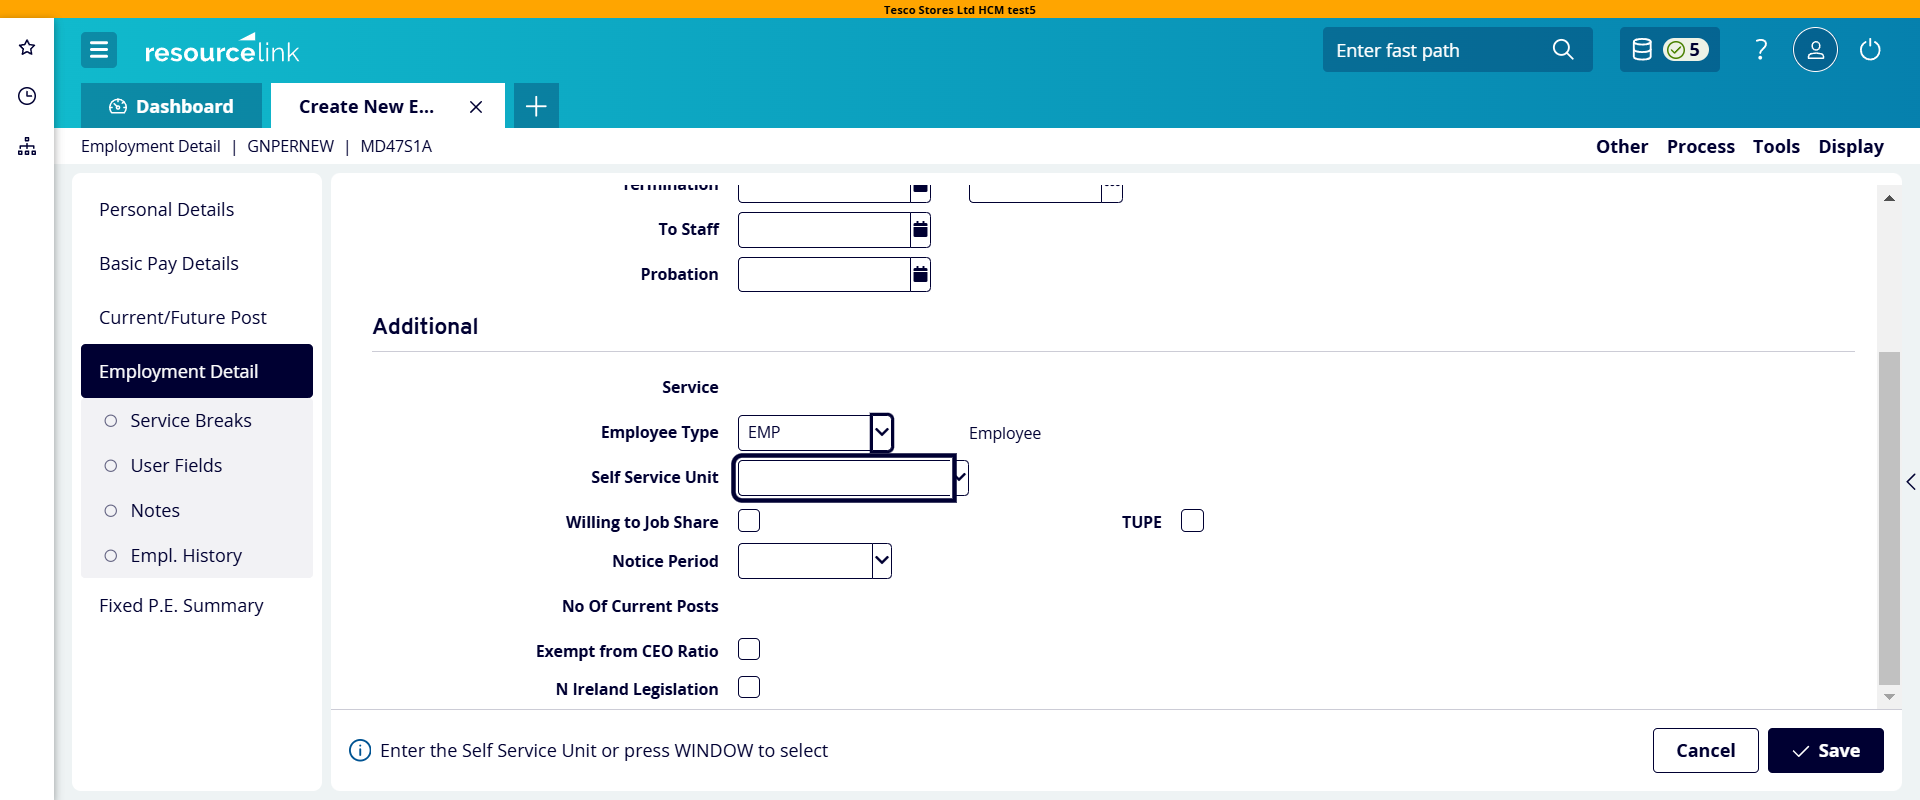 Tesco Stores Ltd HCM test5
resourcelink
Enter fast path
5
?
Dashboard
Create New E...
Employment Detail | GNPERNEW | MD47S1A
Other Process Tools Display
Personal Details
Basic Pay Details
Current/Future Post
Employment Detail
Service Breaks
User Fields
Notes
Empl. History
Fixed P.E. Summary
Termination
To Staff
Probation
Additional
Service
Employee Type EMP Employee
Self Service Unit
Willing to Job Share TUPE
Notice Period
No Of Current Posts
Exempt from CEO Ratio
N Ireland Legislation
Enter the Self Service Unit or press WINDOW to select
Cancel Save